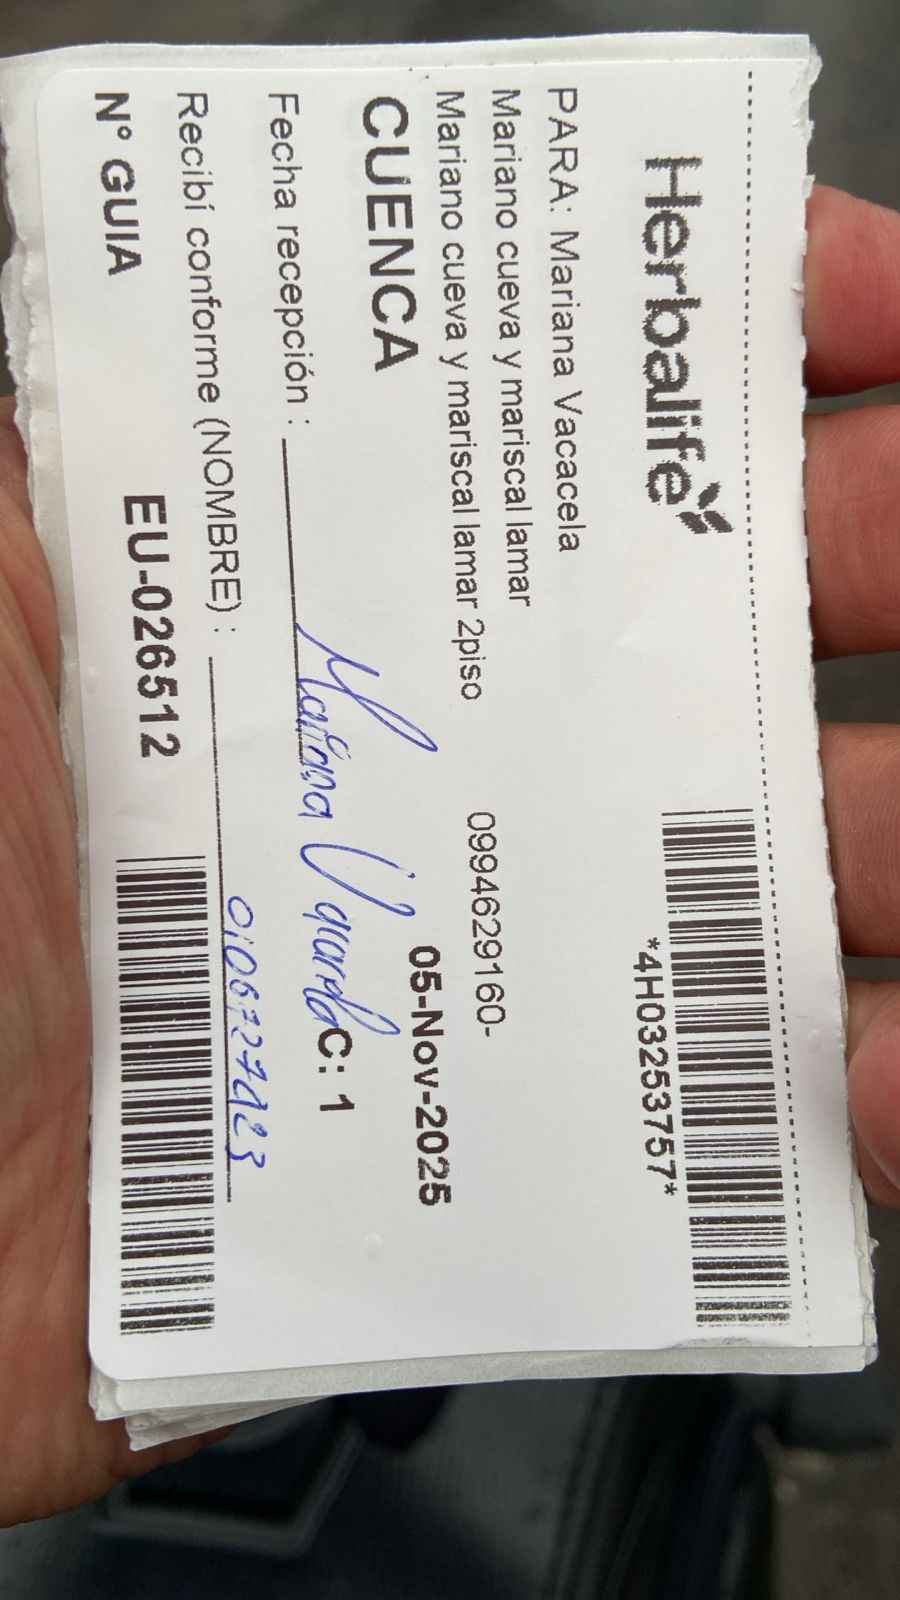 Herbalife
*4H03253757*
PARA: Mariana Vacacela
Mariano cueva y mariscal lamar
Mariano cueva y mariscal lamar 2piso 0994629160-
CUENCA 05-Nov-2025
Fecha recepción : Mariana C: 1
Recibí conforme (NOMBRE) :
N° GUIA EU-026512